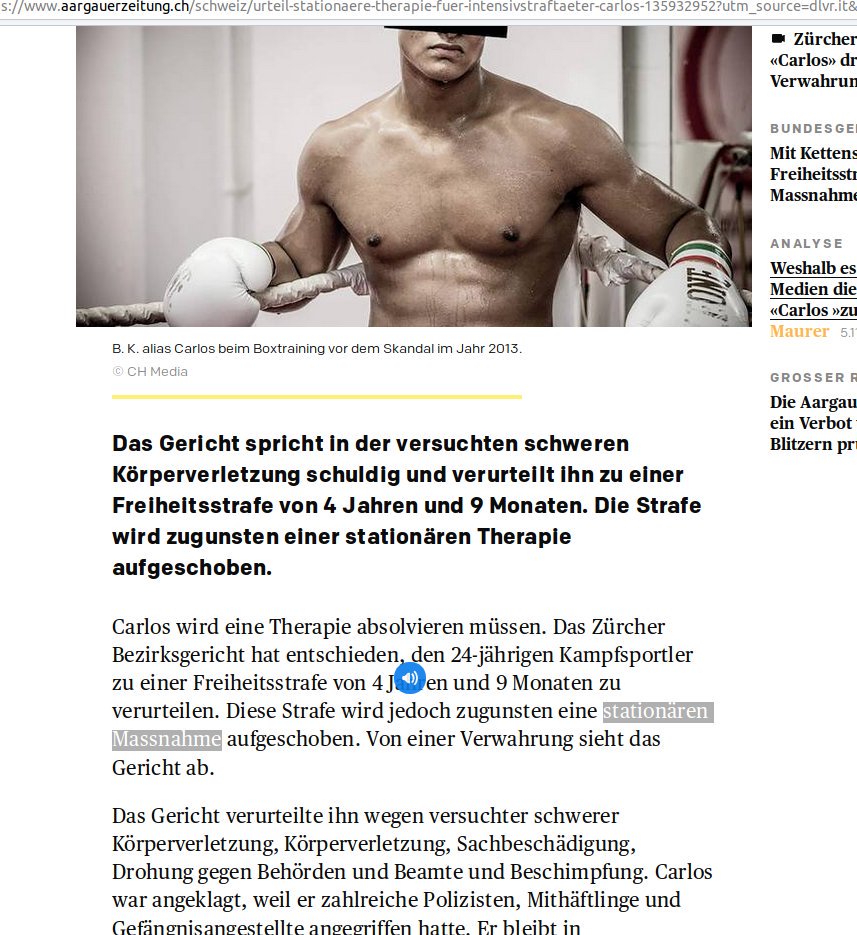 s://www.aargauerzeitung.ch/schweiz/urteil-stationaere-therapie-fuer-intensivstraftaeter-carlos-135932952?utm_source=dlvr.it&
B. K. alias Carlos beim Boxtraining vor dem Skandal im Jahr 2013.
© CH Media
Das Gericht spricht in der versuchten schweren
Körperverletzung schuldig und verurteilt ihn zu einer
Freiheitsstrafe von 4 Jahren und 9 Monaten. Die Strafe
wird zugunsten einer stationären Therapie
aufgeschoben.
Carlos wird eine Therapie absolvieren müssen. Das Zürcher
Bezirksgericht hat entschieden, den 24-jährigen Kampfsportler
zu einer Freiheitsstrafe von 4 Jahren und 9 Monaten zu
verurteilen. Diese Strafe wird jedoch zugunsten eine stationären
Massnahme aufgeschoben. Von einer Verwahrung sieht das
Gericht ab.
Das Gericht verurteilte ihn wegen versuchter schwerer
Körperverletzung, Körperverletzung, Sachbeschädigung,
Drohung gegen Behörden und Beamte und Beschimpfung. Carlos
war angeklagt, weil er zahlreiche Polizisten, Mithäftlinge und
Gefängnisangestellte angegriffen hatte. Er bleibt in
Zürcher
«Carlos» dr
Verwahrun
BUNDESGE
Mit Kettens
Freiheitsstr
Massnahme
ANALYSE
Weshalb es
Medien die
«Carlos »zu
Maurer 5.1
GROSSER R
Die Aargau
ein Verbot
Blitzern pr